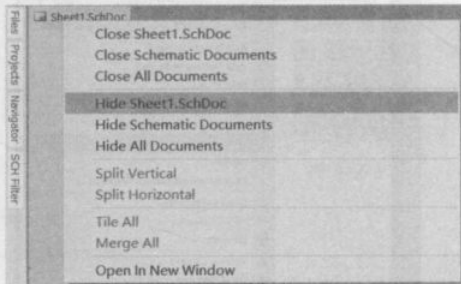 Files
Projects
Navigator
SCH Filter
Sheet1.SchDoc
Close Sheet1.SchDoc
Close Schematic Documents
Close All Documents
Hide Sheet1.SchDoc
Hide Schematic Documents
Hide All Documents
Split Vertical
Split Horizontal
Tile All
Merge All
Open In New Window